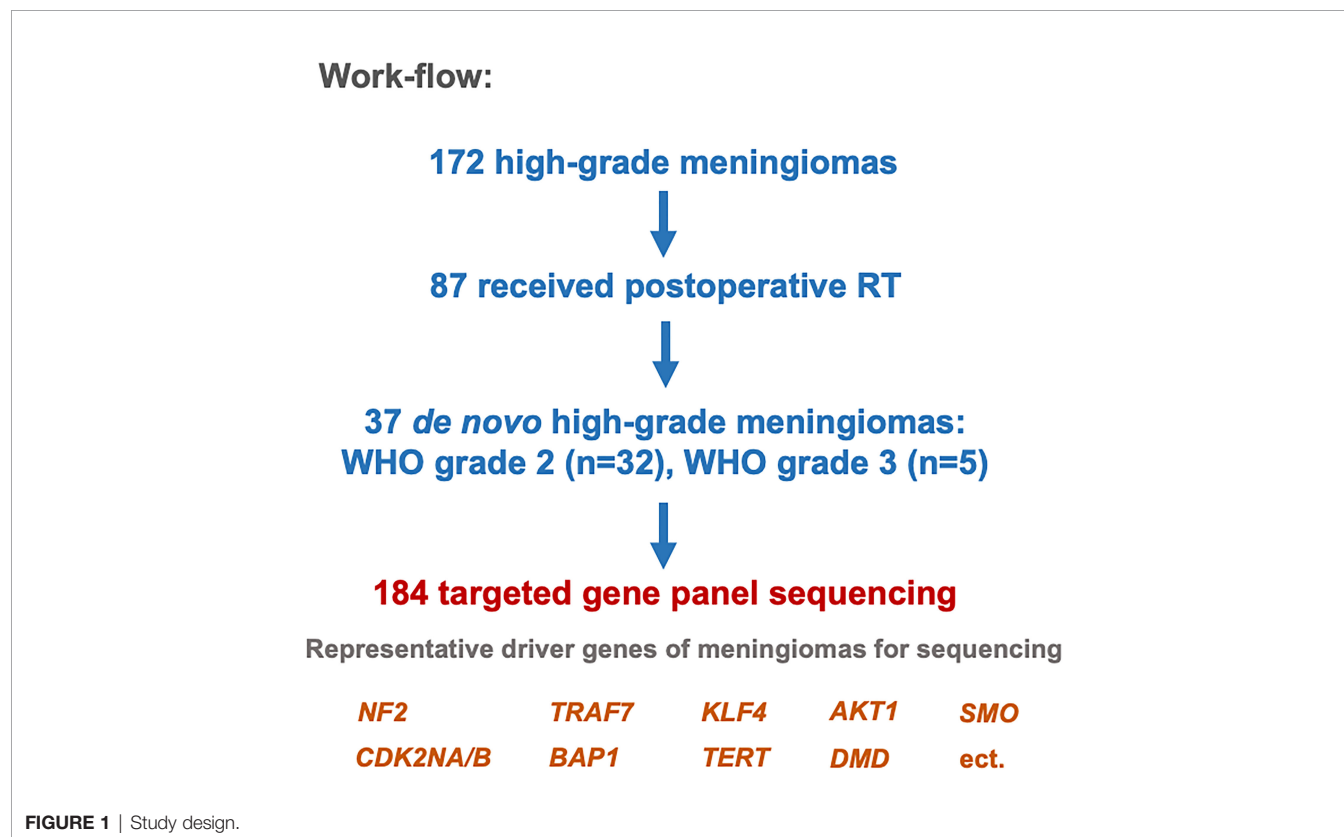 Work-flow:
172 high-grade meningiomas
87 received postoperative RT
37 de novo high-grade meningiomas:
WHO grade 2 (n=32), WHO grade 3 (n=5)
184 targeted gene panel sequencing
Representative driver genes of meningiomas for sequencing
NF2 TRAF7 KLF4 AKT1 SMO
CDK2NA/B BAP1 TERT DMD ect.
FIGURE 1 | Study design.